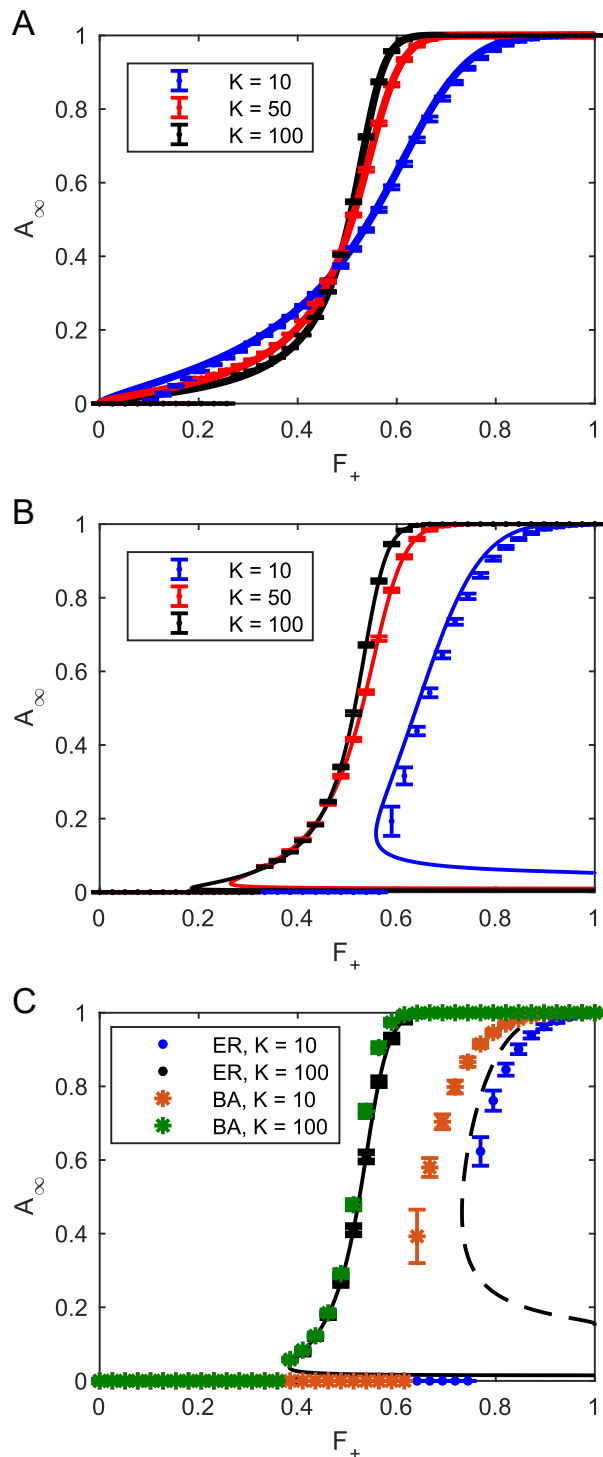 A
1
0.8
0.6
0.4
0.2
0
A∞
K = 10
K = 50
K = 100
0 0.2 0.4 0.6 0.8 1
F+
B
1
0.8
0.6
0.4
0.2
0
A∞
K = 10
K = 50
K = 100
0 0.2 0.4 0.6 0.8 1
F+
C
1
0.8
0.6
0.4
0.2
0
A∞
ER, K = 10
ER, K = 100
BA, K = 10
BA, K = 100
0 0.2 0.4 0.6 0.8 1
F+